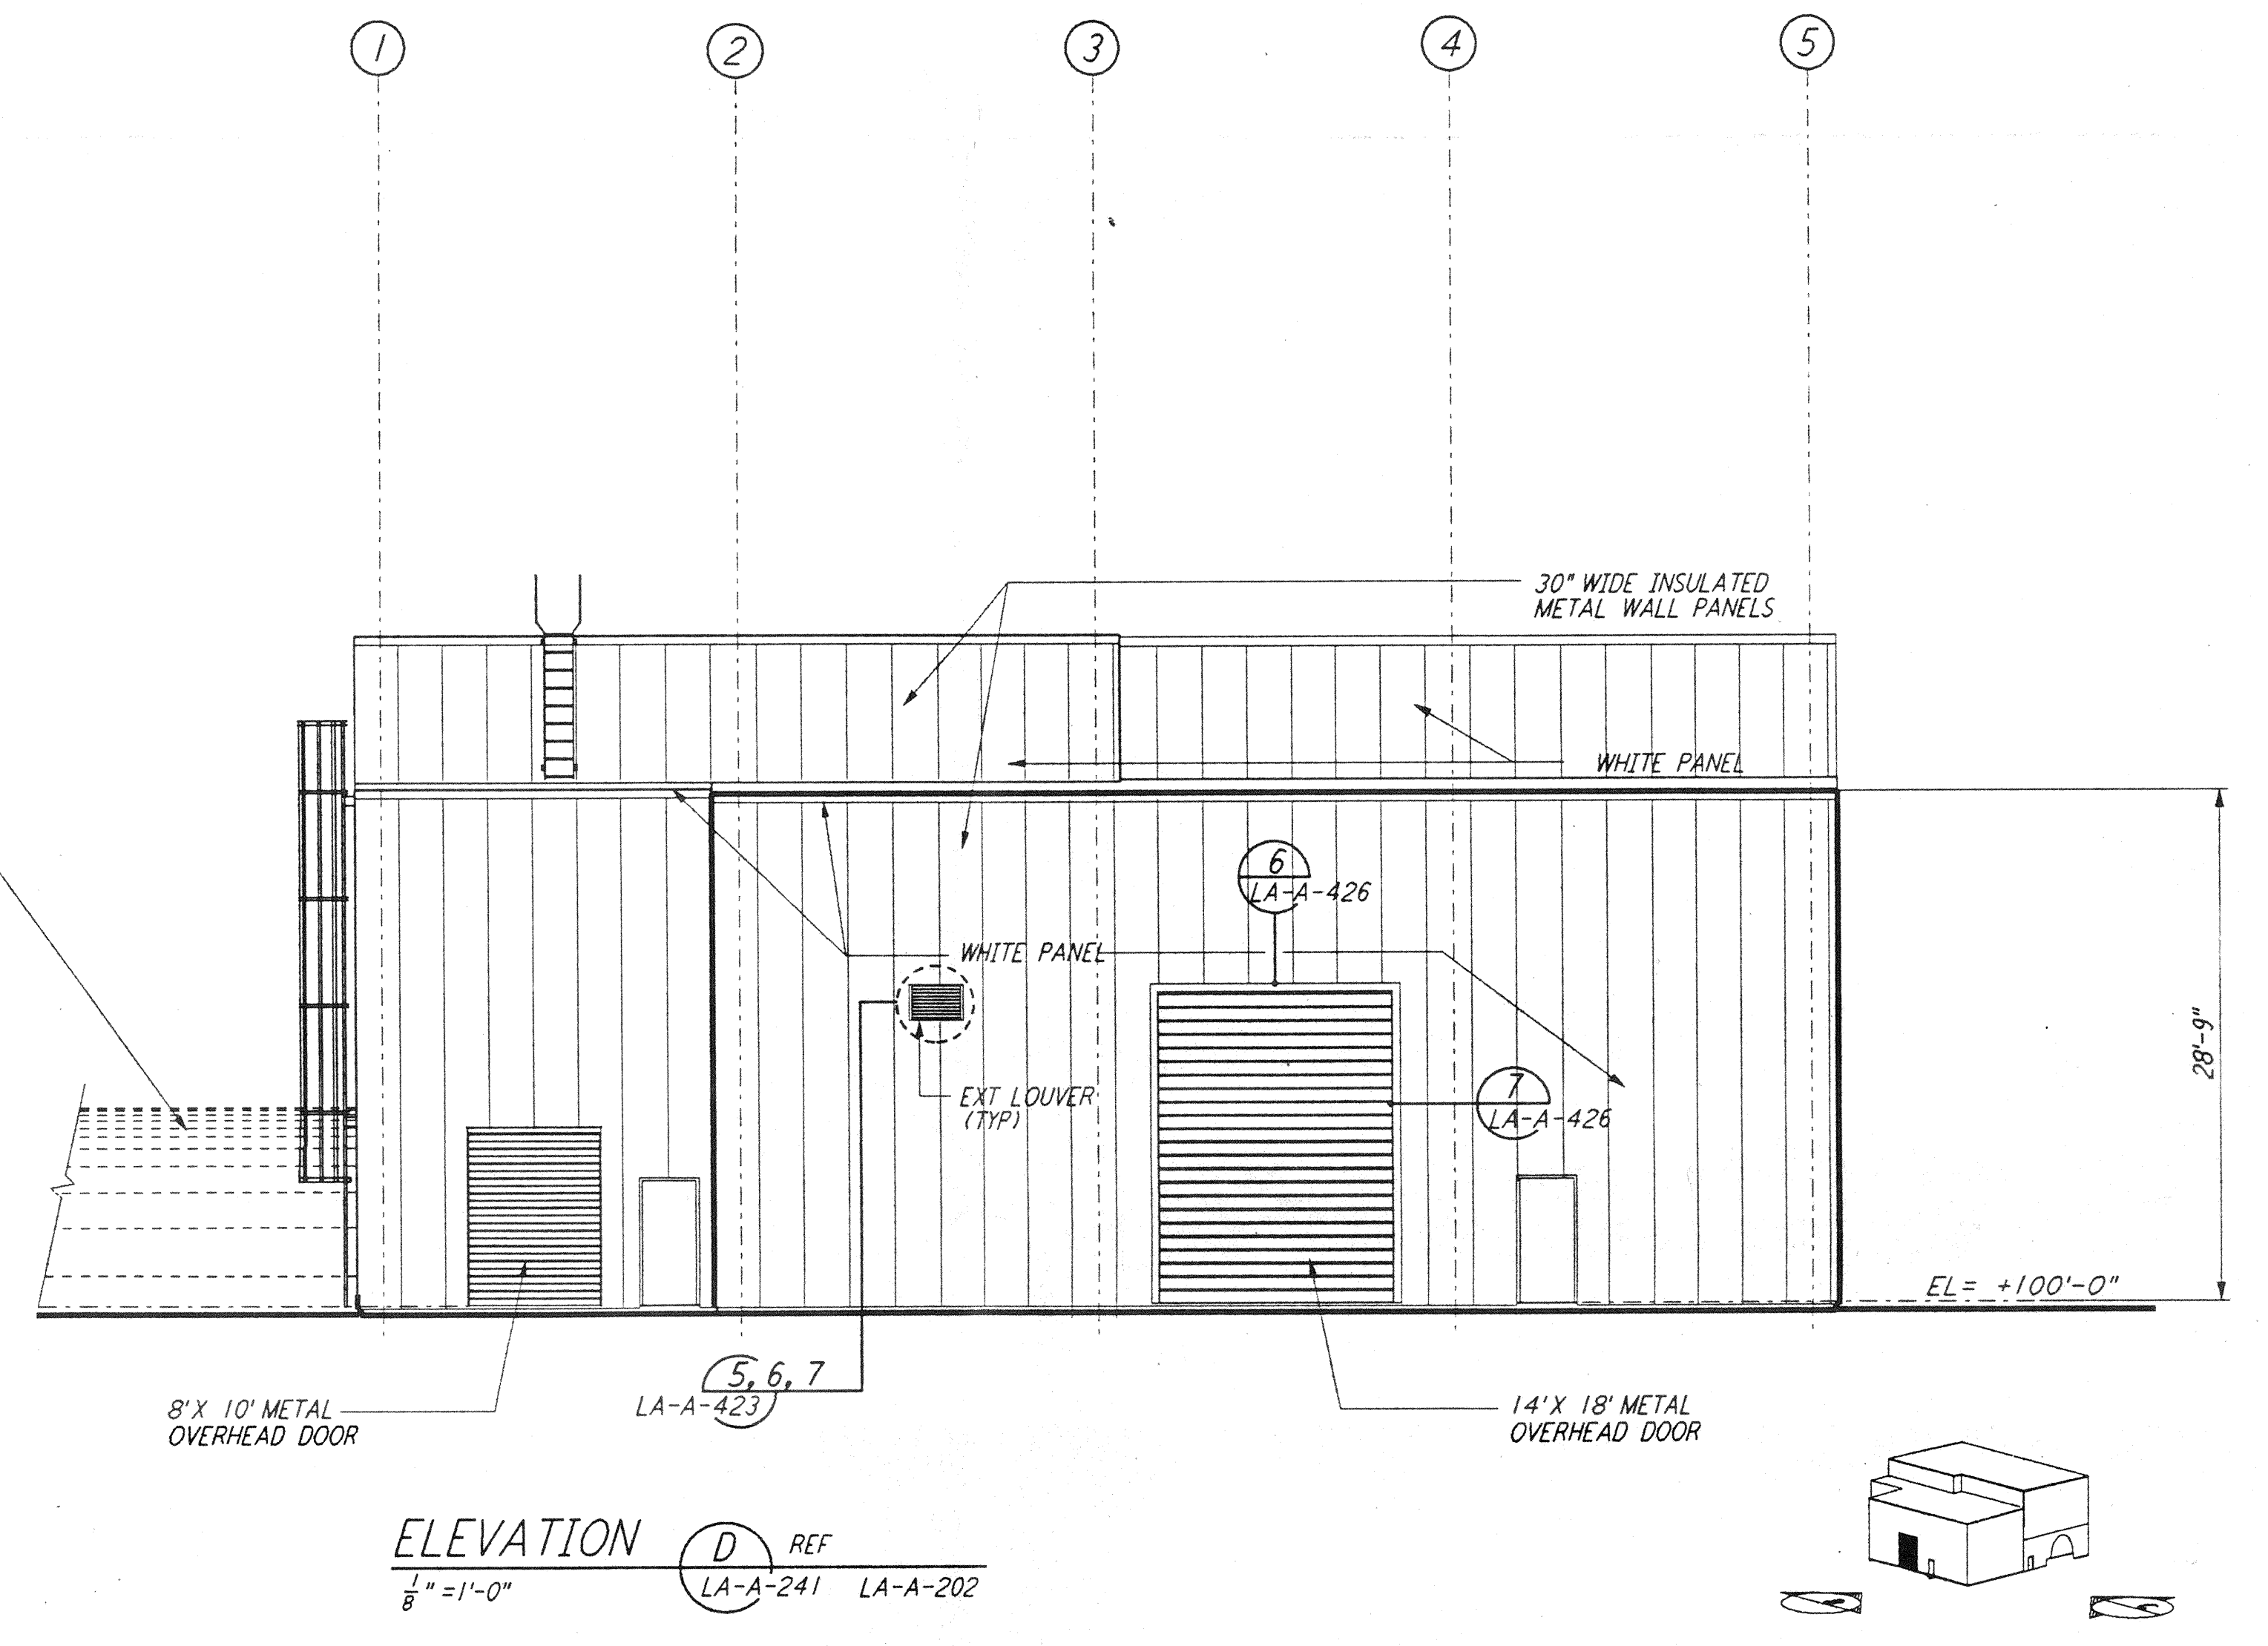 1 2 3 4 5
30" WIDE INSULATED
METAL WALL PANELS
WHITE PANEL
6
LA-A-426
WHITE PANEL
28'-9"
7
LA-A-426
EXT LOUVER
(TYP)
EL= +100'-0"
5, 6, 7
LA-A-423
8'X 10' METAL
OVERHEAD DOOR
14'X 18' METAL
OVERHEAD DOOR
ELEVATION D REF
1/8" =1'-0" LA-A-241 LA-A-202